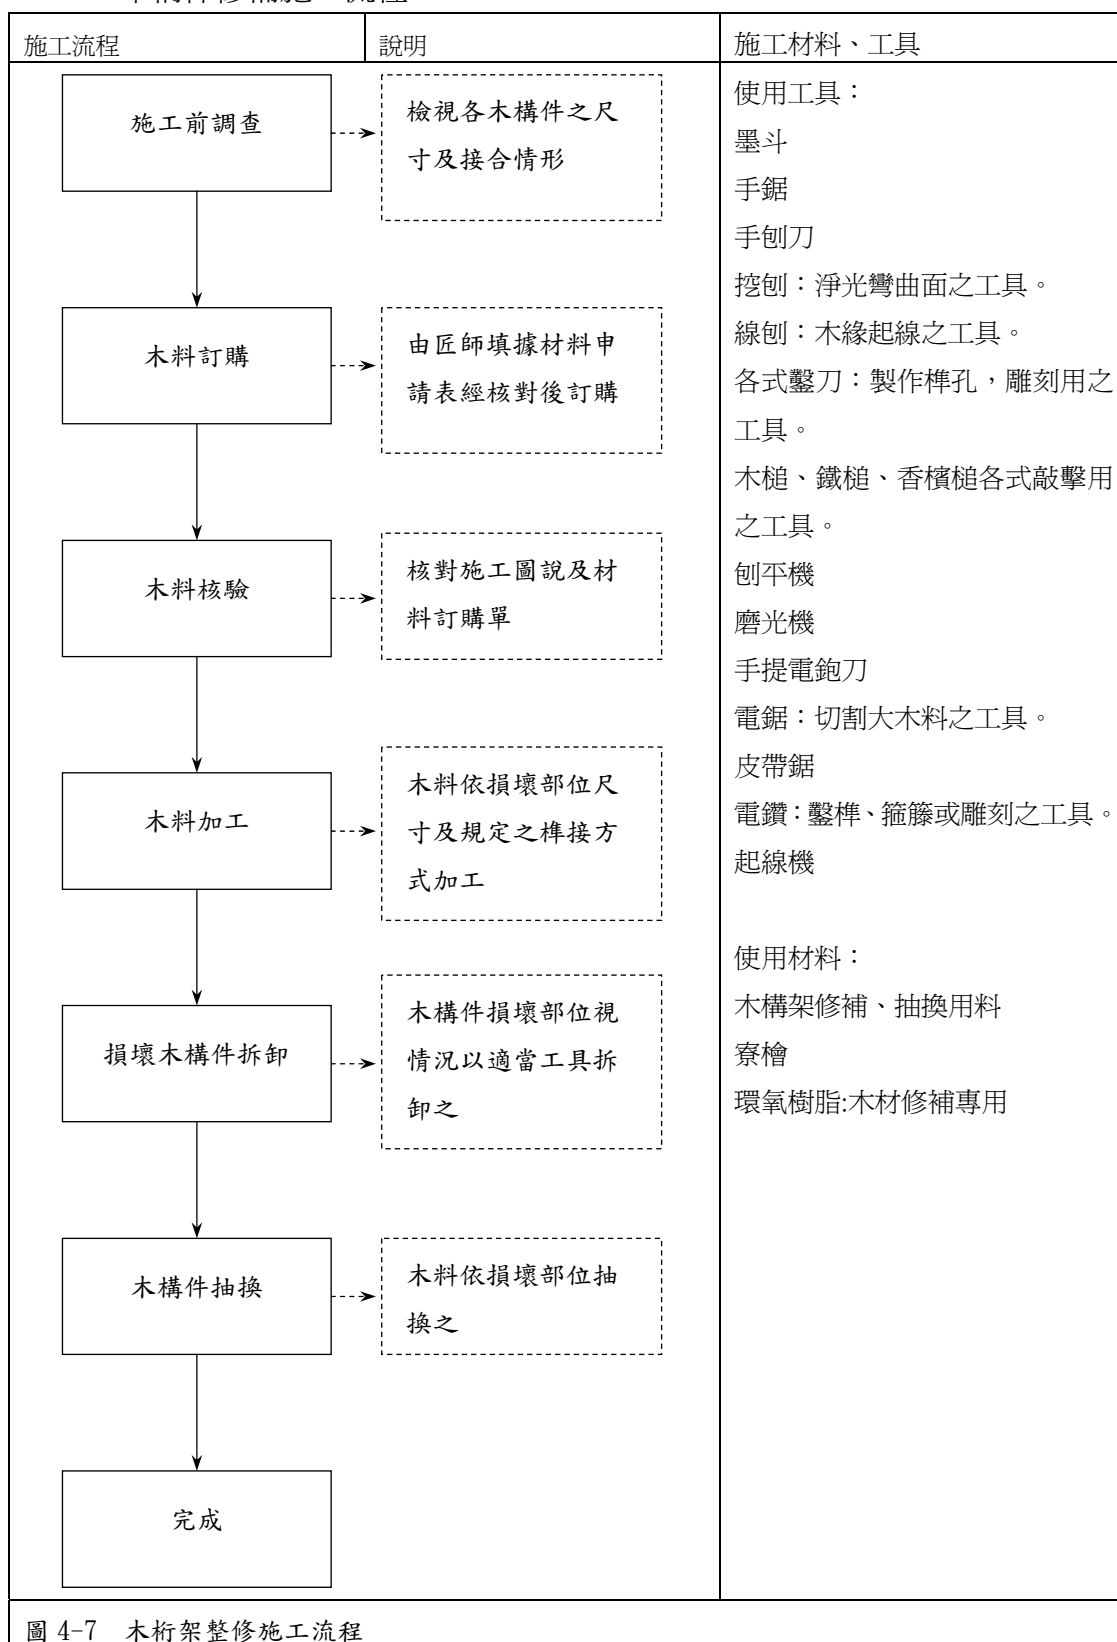 施工流程
說明
施工材料、工具
施工前調查
檢視各木構件之尺
寸及接合情形
木料訂購
由匠師填據材料申
請表經核對後訂購
木料核驗
核對施工圖說及材
料訂購單
木料加工
木料依損壞部位尺
寸及規定之榫接方
式加工
損壞木構件拆卸
木構件損壞部位視
情況以適當工具拆
卸之
木構件抽換
木料依損壞部位抽
換之
完成
使用工具：
墨斗
手鋸
手刨刀
挖刨：淨光彎曲面之工具。
線刨：木緣起線之工具。
各式鑿刀：製作榫孔，雕刻用之
工具。
木槌、鐵槌、香檳槌各式敲擊用
之工具。
刨平機
磨光機
手提電鉋刀
電鋸：切割大木料之工具。
皮帶鋸
電鑽：鑿榫、箍籐或雕刻之工具。
起線機
使用材料：
木構架修補、抽換用料
寮檜
環氧樹脂:木材修補專用
圖 4-7 木桁架整修施工流程